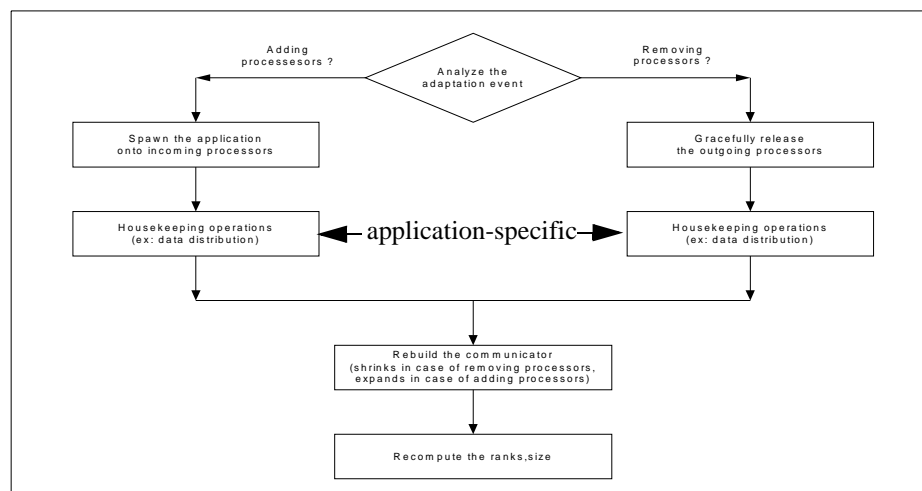 Adding
processesors ?
Removing
processors ?
Analyze the
adaptation event
Spawn the application
onto incoming processors
Gracefully release
the outgoing processors
Housekeeping operations
(ex: data distribution)
application-specific
Housekeeping operations
(ex: data distribution)
Rebuild the communicator
(shrinks in case of removing processors,
expands in case of adding processors)
Recompute the ranks,size